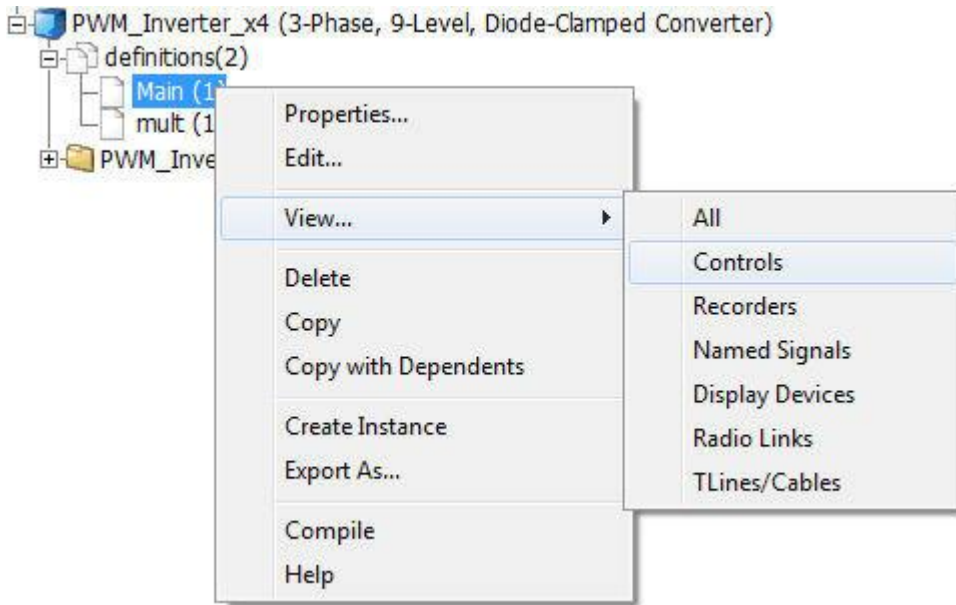 PWM_Inverter_x4 (3-Phase, 9-Level, Diode-Clamped Converter)
definitions(2)
Main (1)
mult (1
PWM_Inve
Properties...
Edit...
View...
Delete
Copy
Copy with Dependents
Create Instance
Export As...
Compile
Help
All
Controls
Recorders
Named Signals
Display Devices
Radio Links
TLines/Cables